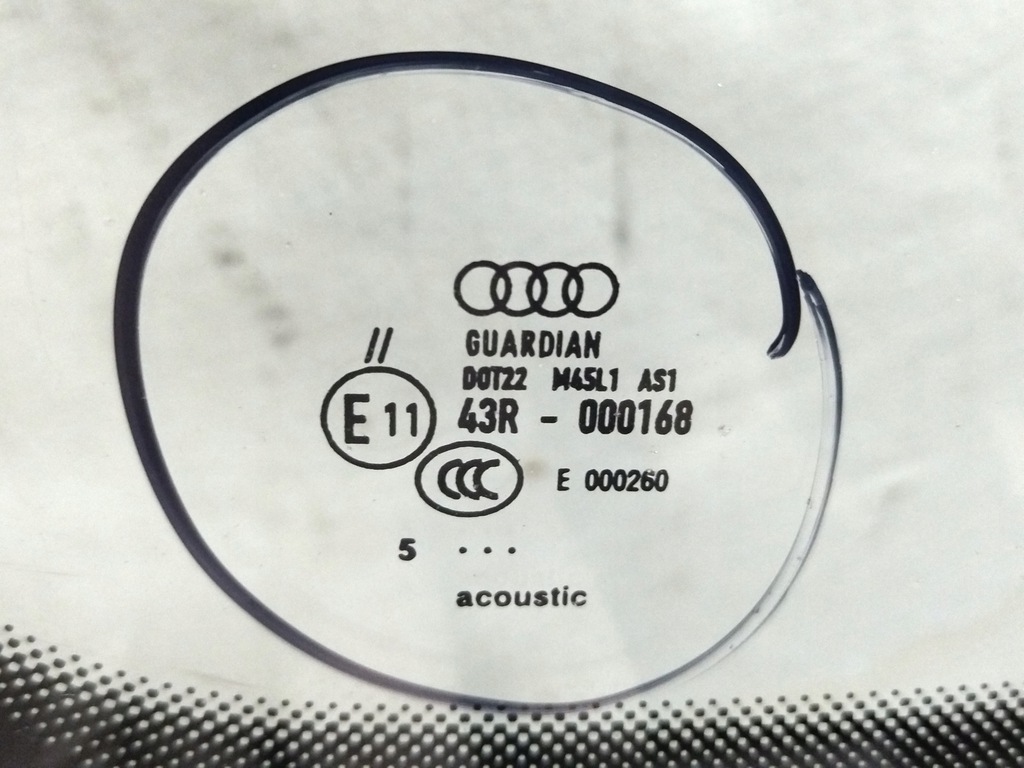 GUARDIAN
//
DOT22 M45L1 AS1
E 11 43R - 000168
CCC E 000260
5 ...
acoustic